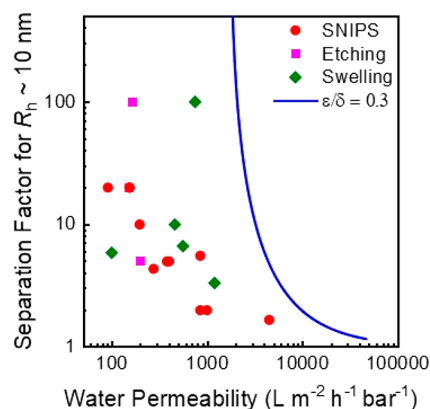 SNIPS
Etching
Swelling
ε/δ = 0.3
Separation Factor for Rh ~ 10 nm
100
10
1
100 1000 10000 100000
Water Permeability (L m-2 h-1 bar-1)